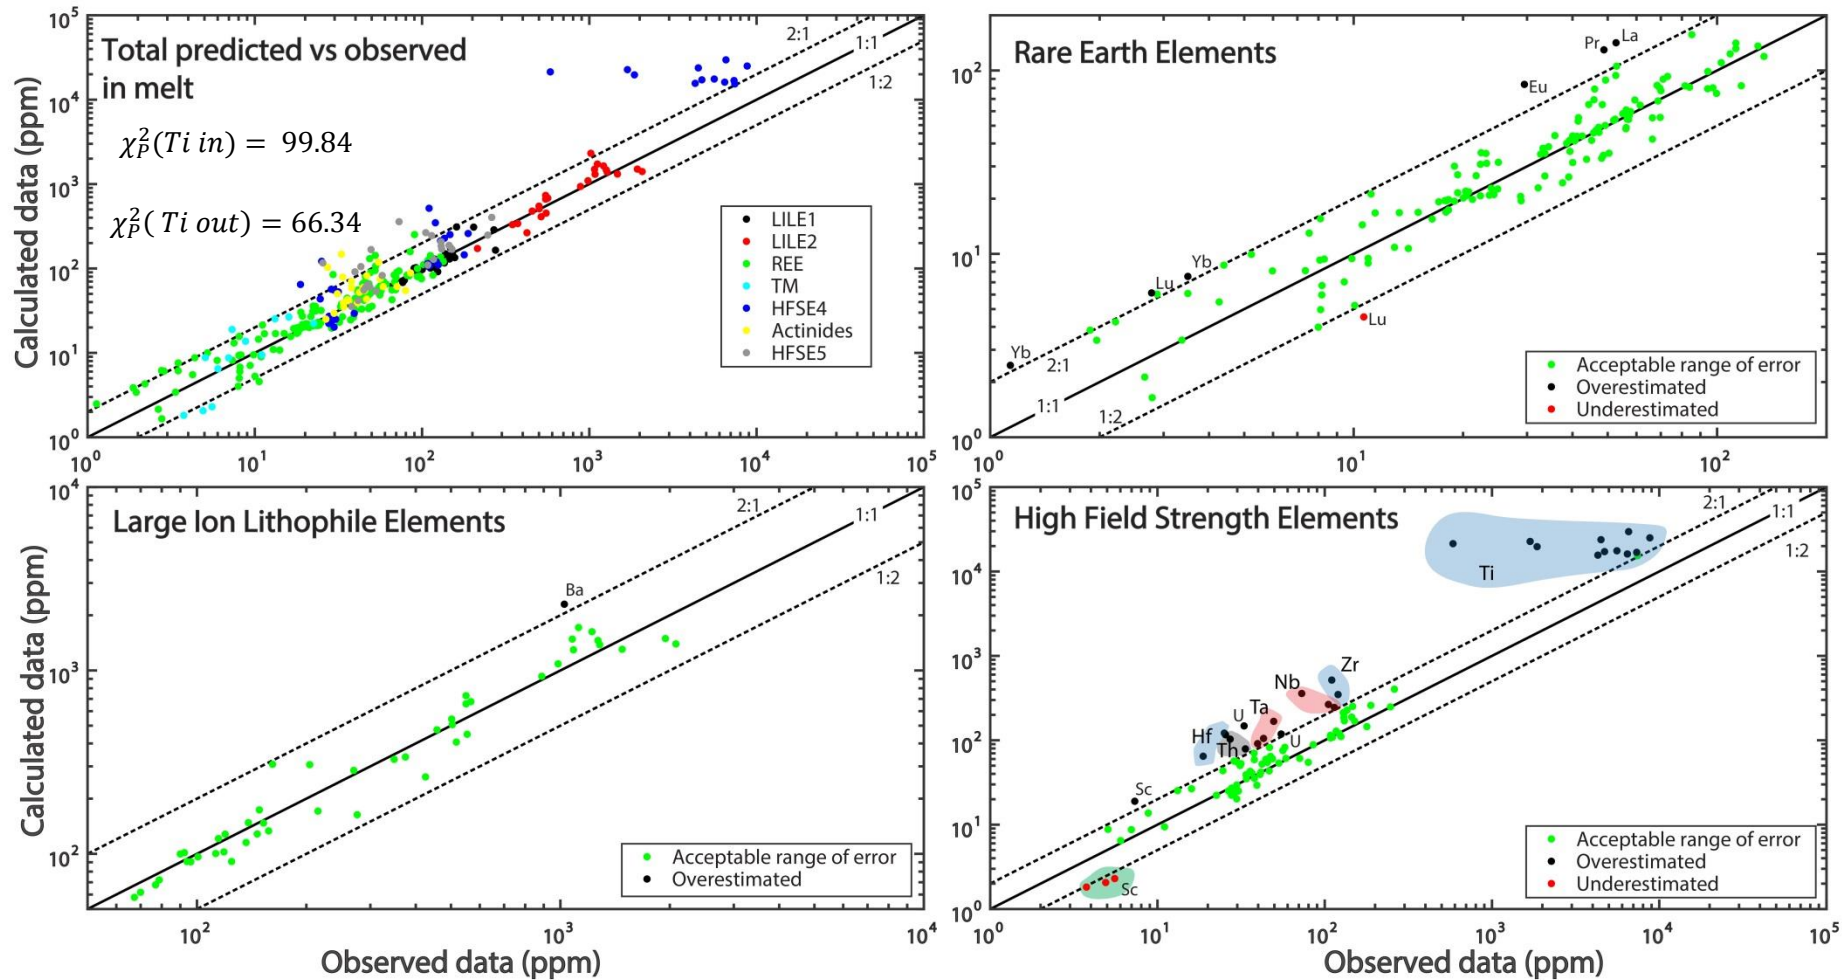 Total predicted vs observed
in melt
χ²_P(Ti in) = 99.84
χ²_P( Ti out) = 66.34
2:1
1:1
1:2
LILE1
LILE2
REE
TM
HFSE4
Actinides
HFSE5
Calculated data (ppm)
10⁵
10⁴
10³
10²
10¹
10⁰
10⁰ 10¹ 10² 10³ 10⁴ 10⁵
Rare Earth Elements
Pr
La
Eu
Yb
Lu
Lu
Yb
2:1
1:1
1:2
Acceptable range of error
Overestimated
Underestimated
10²
10¹
10⁰
10⁰ 10¹ 10²
Large Ion Lithophile Elements
2:1
1:1
1:2
Ba
Acceptable range of error
Overestimated
Calculated data (ppm)
10⁴
10³
10²
10² 10³ 10⁴
Observed data (ppm)
High Field Strength Elements
2:1
1:1
1:2
Ti
Zr
Nb
Ta
U
Hf
Th
U
Sc
Sc
Acceptable range of error
Overestimated
Underestimated
10⁵
10⁴
10³
10²
10¹
10⁰
10⁰ 10¹ 10² 10³ 10⁴ 10⁵
Observed data (ppm)